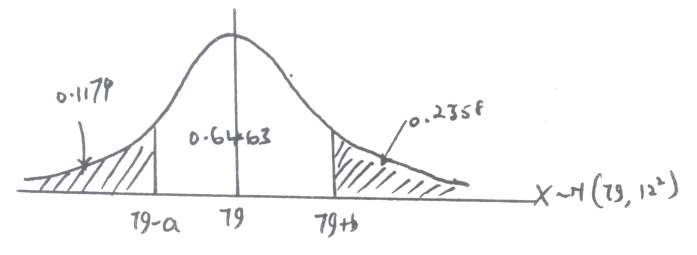 0.1179
0.6463
0.2358
79-a
79
79+b
X~N(79, 12²)